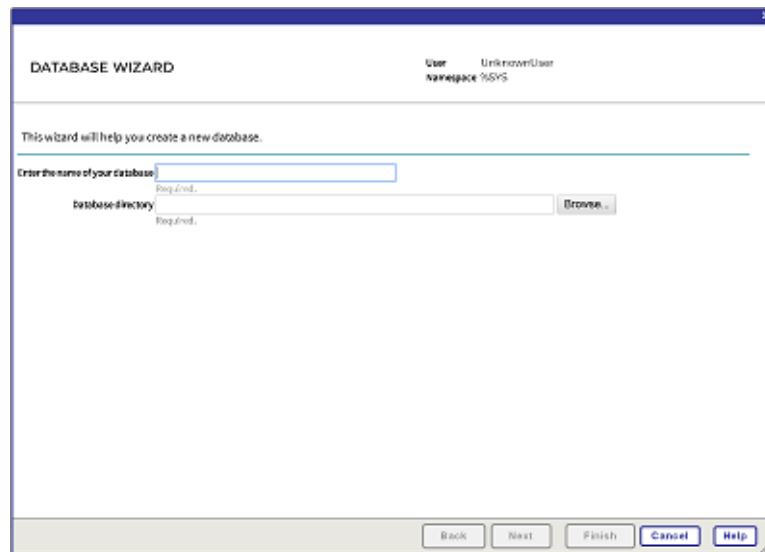 DATABASE WIZARD
User UnknownUser
Namespace %SYS
This wizard will help you create a new database.
Enter the name of your database
Required.
Database directory
Browse...
Required.
Back Next Finish Cancel Help